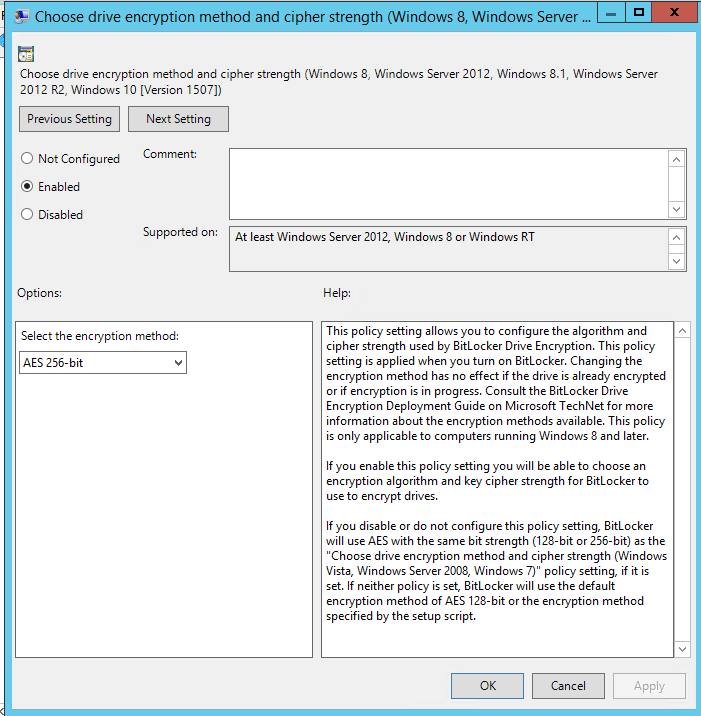 Choose drive encryption method and cipher strength (Windows 8, Windows Server ...
Choose drive encryption method and cipher strength (Windows 8, Windows Server 2012, Windows 8.1, Windows Server
2012 R2, Windows 10 [Version 1507])
Previous Setting
Next Setting
Not Configured
Comment:
Enabled
Disabled
Supported on:
At least Windows Server 2012, Windows 8 or Windows RT
Options:
Help:
Select the encryption method:
AES 256-bit
This policy setting allows you to configure the algorithm and
cipher strength used by BitLocker Drive Encryption. This policy
setting is applied when you turn on BitLocker. Changing the
encryption method has no effect if the drive is already encrypted
or if encryption is in progress. Consult the BitLocker Drive
Encryption Deployment Guide on Microsoft TechNet for more
information about the encryption methods available. This policy
is only applicable to computers running Windows 8 and later.
If you enable this policy setting you will be able to choose an
encryption algorithm and key cipher strength for BitLocker to
use to encrypt drives.
If you disable or do not configure this policy setting, BitLocker
will use AES with the same bit strength (128-bit or 256-bit) as the
"Choose drive encryption method and cipher strength (Windows
Vista, Windows Server 2008, Windows 7)" policy setting, if it is
set. If neither policy is set, BitLocker will use the default
encryption method of AES 128-bit or the encryption method
specified by the setup script.
OK
Cancel
Apply